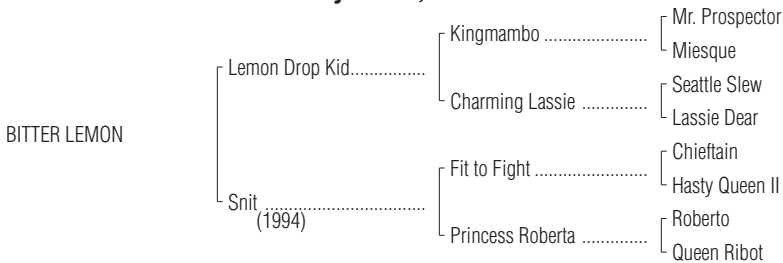 Mr. Prospector
Kingmambo ......................
Miesque
Lemon Drop Kid................
Seattle Slew
Charming Lassie ..............
Lassie Dear
BITTER LEMON
Chieftain
Fit to Fight ........................
Hasty Queen II
Snit ..................................
(1994)
Roberto
Princess Roberta ..............
Queen Ribot